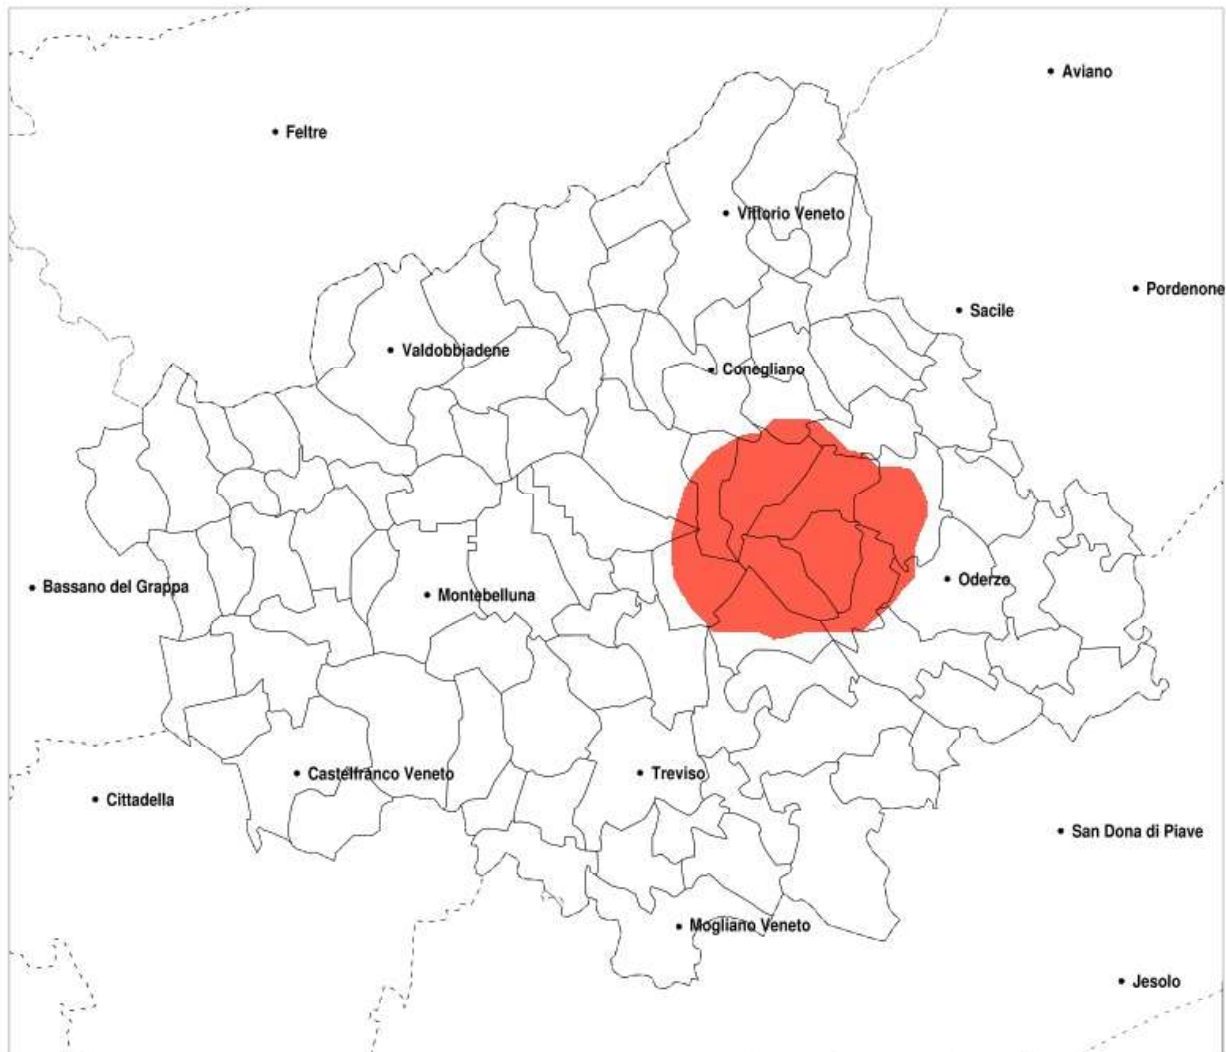 Aviano
Feltre
Vittorio Veneto
Pordenone
Sacile
Valdobbiadene
Conegliano
Oderzo
Bassano del Grappa
Montebelluna
Treviso
Castelfranco Veneto
Cittadella
San Dona di Piave
Mogliano Veneto
Jesolo